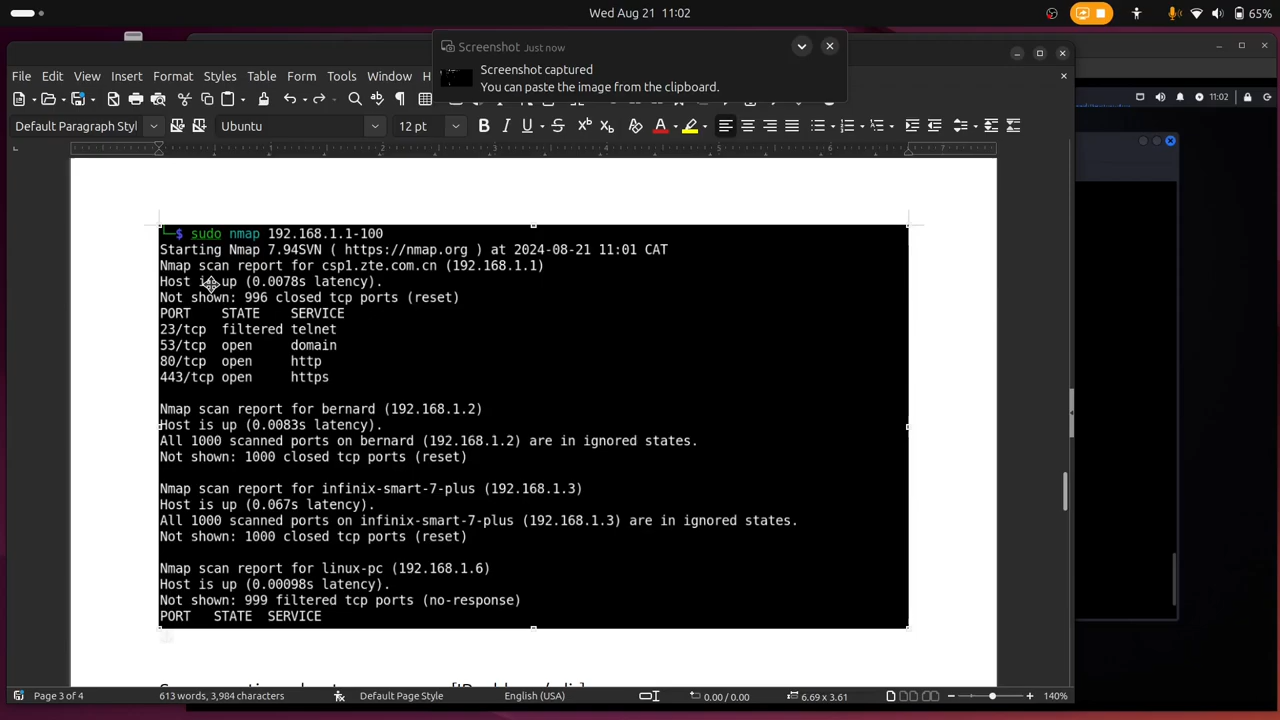 Wed Aug 21 11:02
65%
Screenshot Just now
Screenshot captured
You can paste the image from the clipboard.
File Edit View Insert Format Styles Table Form Tools Window
11:02
Default Paragraph Styl
Ubuntu
12 pt
2 3 4 5 6 7
└─$ sudo nmap 192.168.1.1-100
Starting Nmap 7.94SVN ( https://nmap.org ) at 2024-08-21 11:01 CAT
Nmap scan report for csp1.zte.com.cn (192.168.1.1)
Host is up (0.0078s latency).
Not shown: 996 closed tcp ports (reset)
PORT STATE SERVICE
23/tcp filtered telnet
53/tcp open domain
80/tcp open http
443/tcp open https
Nmap scan report for bernard (192.168.1.2)
Host is up (0.0083s latency).
All 1000 scanned ports on bernard (192.168.1.2) are in ignored states.
Not shown: 1000 closed tcp ports (reset)
Nmap scan report for infinix-smart-7-plus (192.168.1.3)
Host is up (0.067s latency).
All 1000 scanned ports on infinix-smart-7-plus (192.168.1.3) are in ignored states.
Not shown: 1000 closed tcp ports (reset)
Nmap scan report for linux-pc (192.168.1.6)
Host is up (0.00098s latency).
Not shown: 999 filtered tcp ports (no-response)
PORT STATE SERVICE
Page 3 of 4
613 words, 3,984 characters
Default Page Style
English (USA)
0.00 / 0.00
6.69 x 3.61
140%